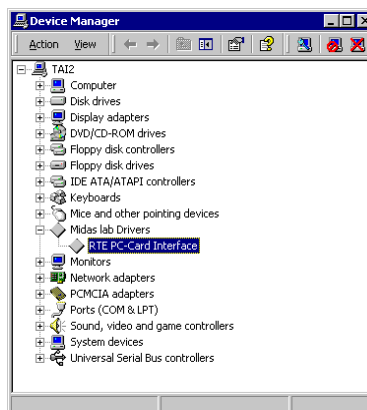 Device Manager
Action View
TAI2
Computer
Disk drives
Display adapters
DVD/CD-ROM drives
Floppy disk controllers
Floppy disk drives
IDE ATA/ATAPI controllers
Keyboards
Mice and other pointing devices
Midas lab Drivers
RTE PC-Card Interface
Monitors
Network adapters
PCMCIA adapters
Ports (COM & LPT)
Sound, video and game controllers
System devices
Universal Serial Bus controllers